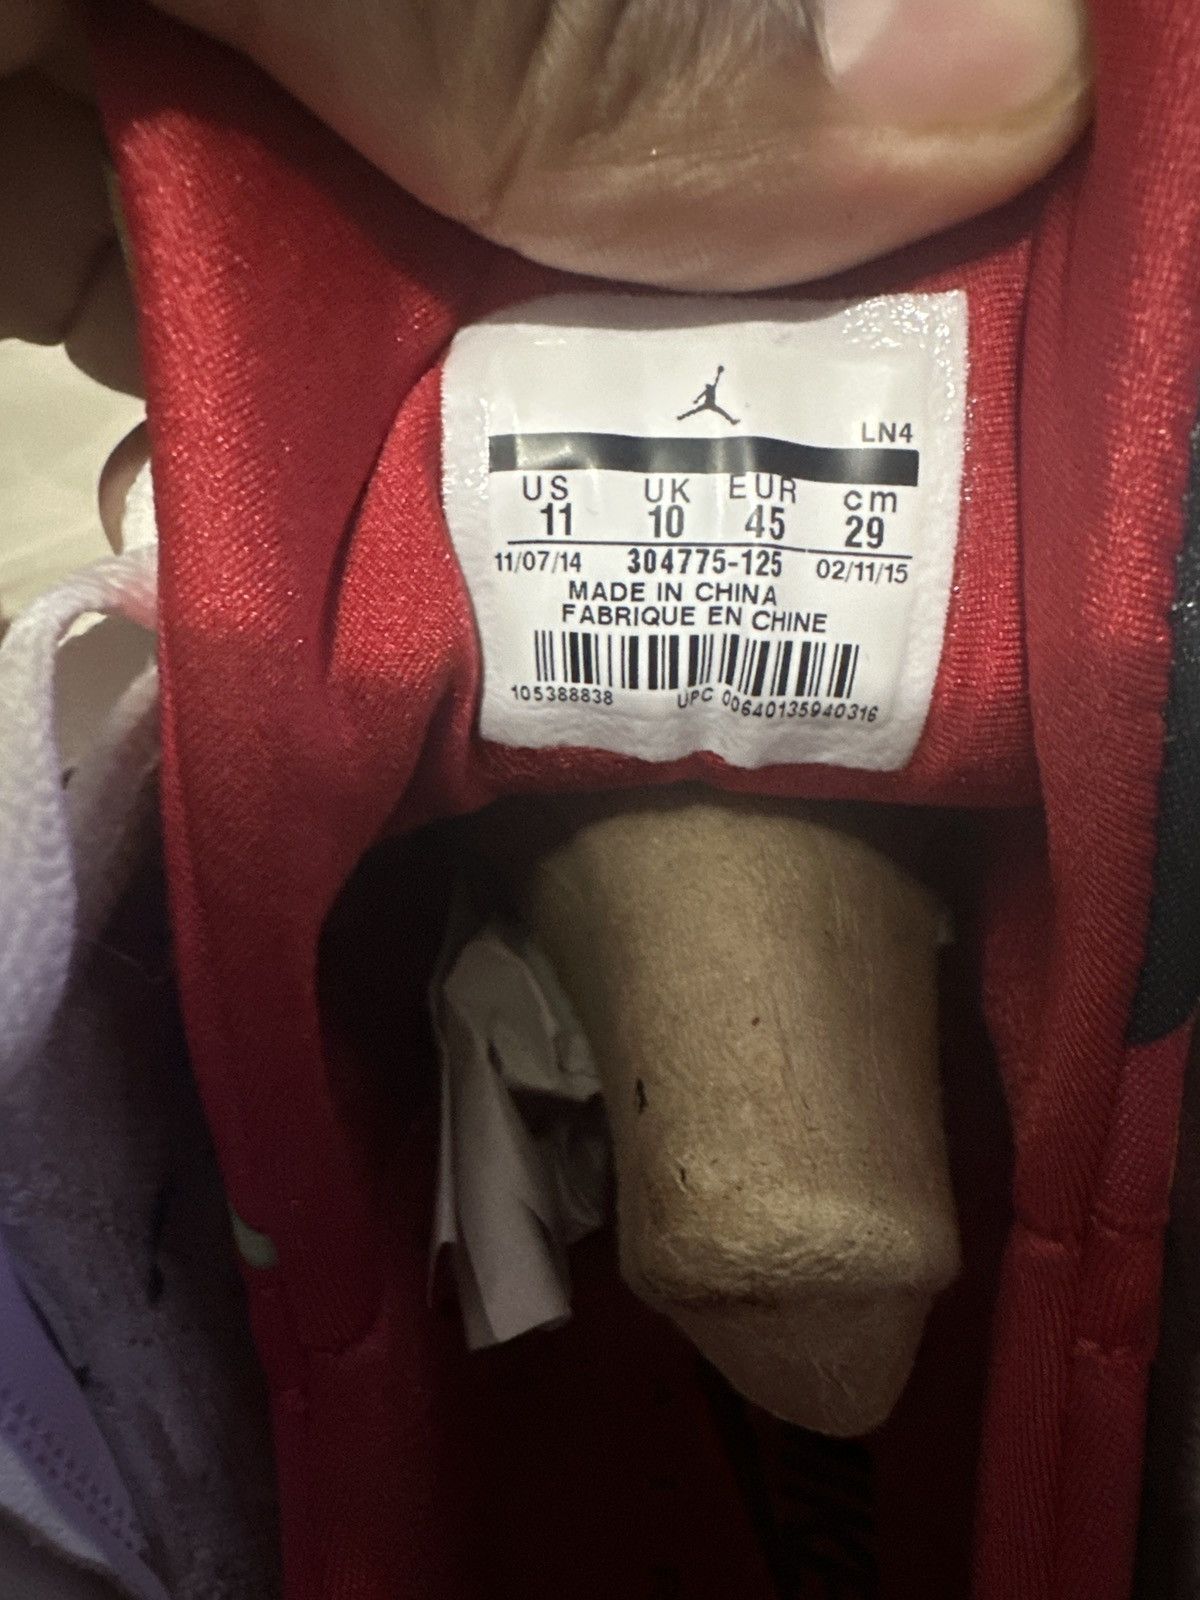 LN4
US UK EUR cm
11 10 45 29
11/07/14 304775-125 02/11/15
MADE IN CHINA
FABRIQUE EN CHINE
105388838 UPC 00640135940316